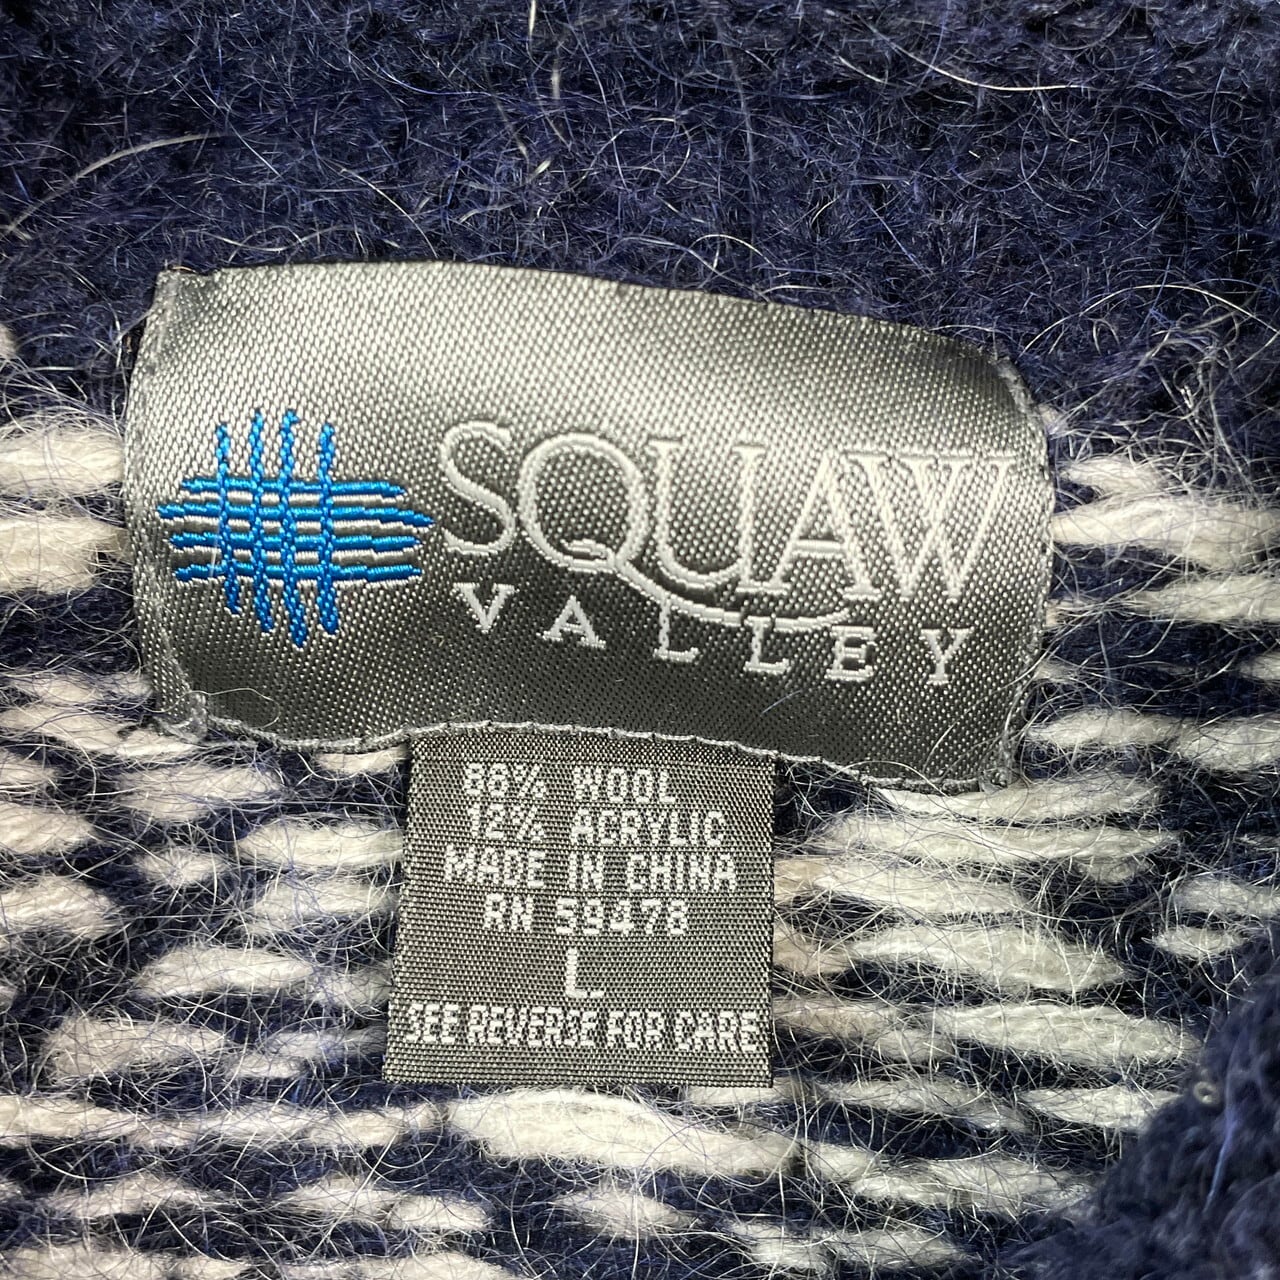 SQUAW
VALLEY
88% WOOL
12% ACRYLIC
MADE IN CHINA
RN 59478
L
SEE REVERSE FOR CARE